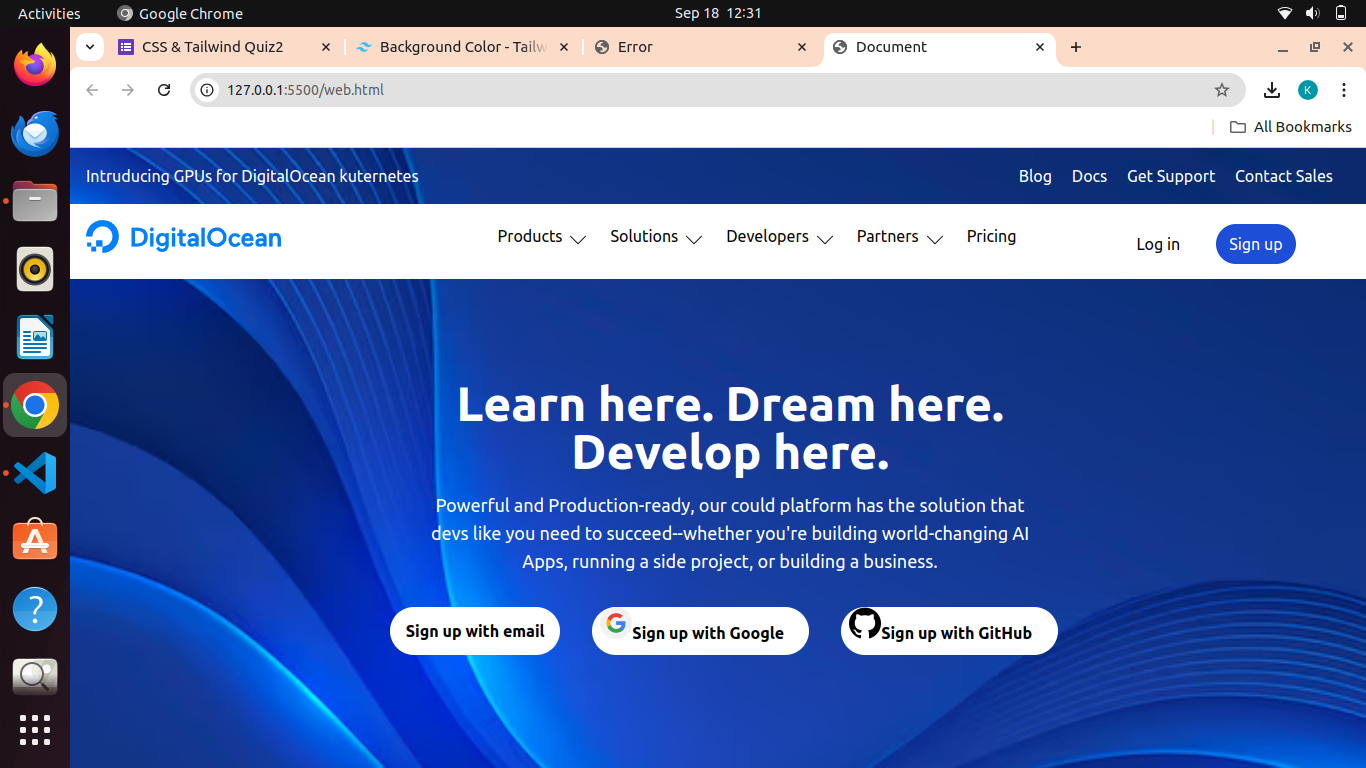 Activities
Google Chrome
Sep 18 12:31
CSS & Tailwind Quiz2
Background Color - Tailw
Error
Document
127.0.0.1:5500/web.html
K
All Bookmarks
Intruducing GPUs for DigitalOcean kuternetes
Blog
Docs
Get Support
Contact Sales
DigitalOcean
Products
Solutions
Developers
Partners
Pricing
Log in
Sign up
Learn here. Dream here.
Develop here.
Powerful and Production-ready, our could platform has the solution that
devs like you need to succeed--whether you're building world-changing AI
Apps, running a side project, or building a business.
Sign up with email
Sign up with Google
Sign up with GitHub